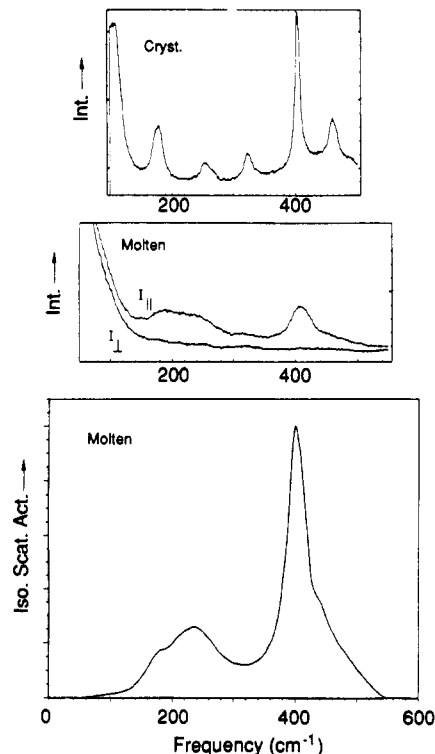 Cryst.
Int. →
200 400
Molten
I||
I⊥
Int. →
200 400
Molten
Iso. Scat. Act. →
0 200 400 600
Frequency (cm⁻¹)